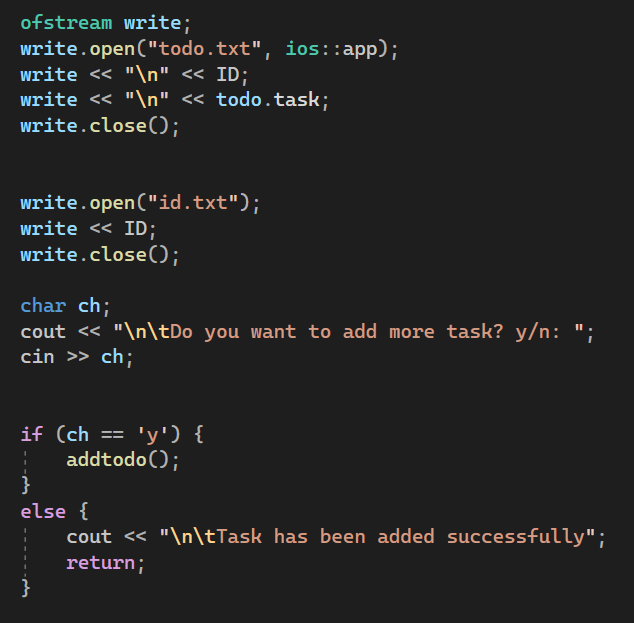 ofstream write;
write.open("todo.txt", ios::app);
write << "\n" << ID;
write << "\n" << todo.task;
write.close();
write.open("id.txt");
write << ID;
write.close();
char ch;
cout << "\n\tDo you want to add more task? y/n: ";
cin >> ch;
if (ch == 'y') {
    addtodo();
}
else {
    cout << "\n\tTask has been added successfully";
    return;
}